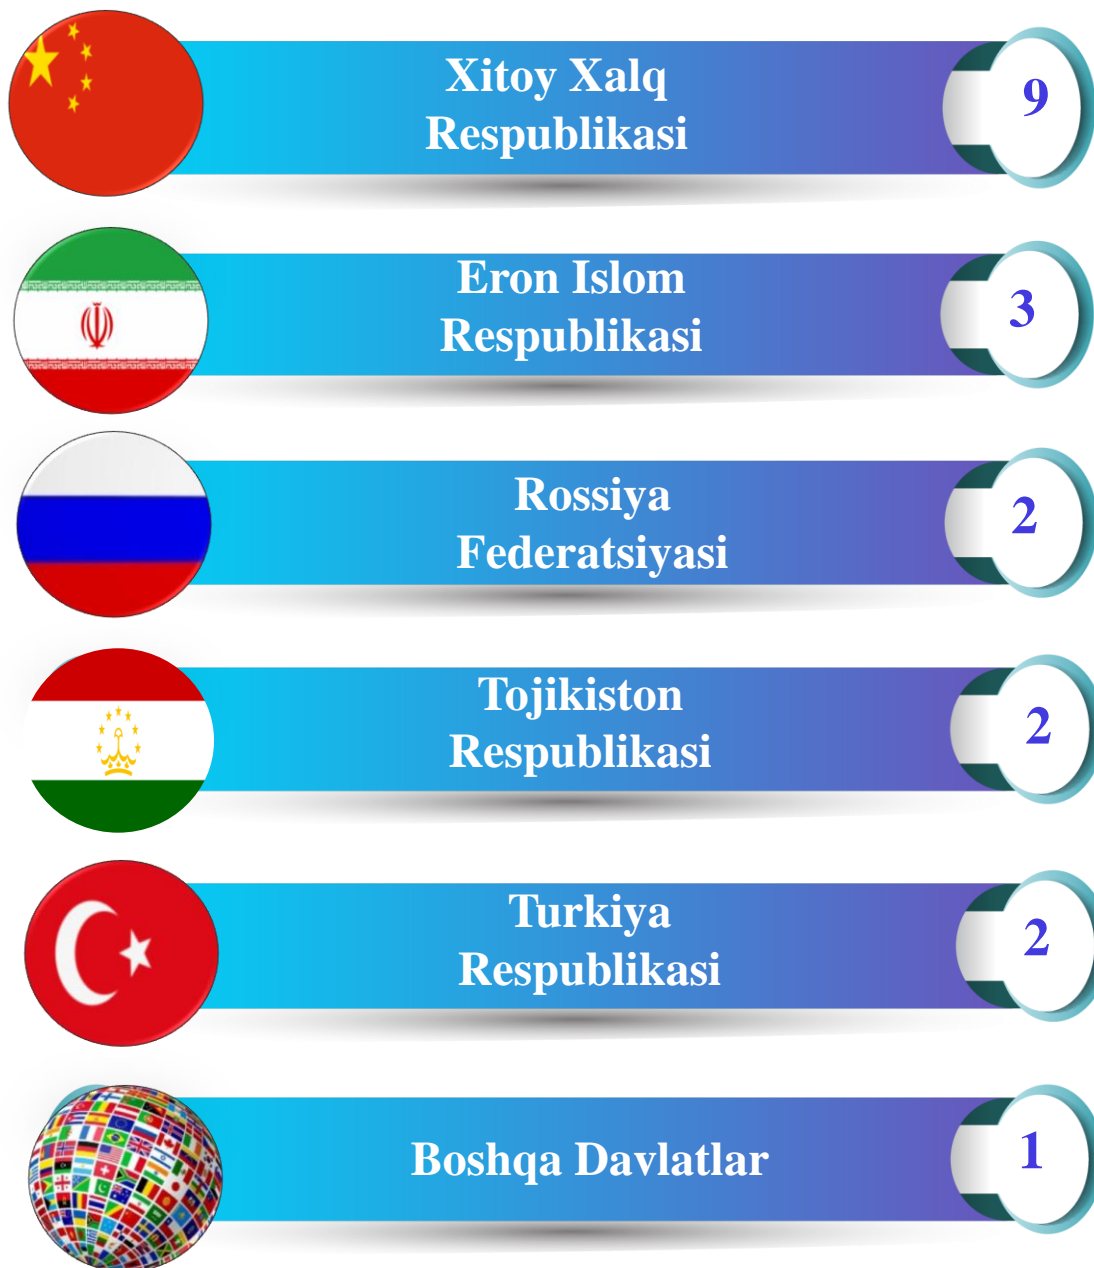 Xitoy Xalq
Respublikasi
9
Eron Islom
Respublikasi
3
Rossiya
Federatsiyasi
2
Tojikiston
Respublikasi
2
Turkiya
Respublikasi
2
Boshqa Davlatlar
1